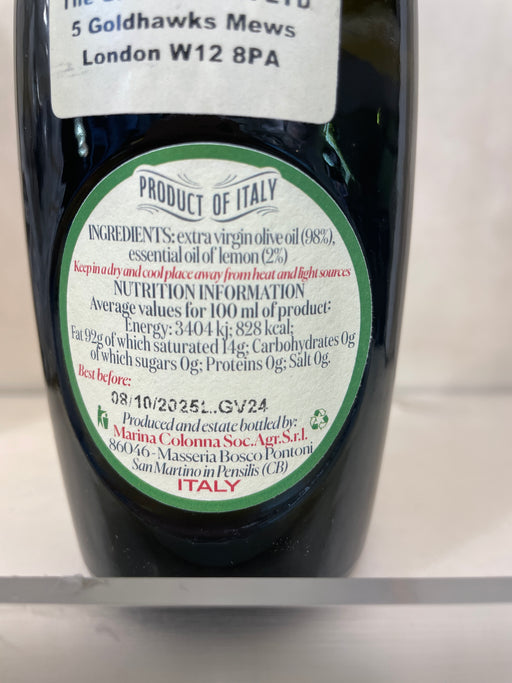 5 Goldhawks Mews
London W12 8PA
PRODUCT OF ITALY
INGREDIENTS: extra virgin olive oil (98%),
essential oil of lemon (2%)
Keep in a dry and cool place away from heat and light sources
NUTRITION INFORMATION
Average values for 100 ml of product:
Energy: 3404 kj; 828 kcal;
Fat 92g of which saturated 14g; Carbohydrates 0g
of which sugars 0g; Proteins 0g; Salt 0g.
Best before:
08/10/2025L..GV24
Produced and estate bottled by:
Marina Colonna Soc.Agr.S.r.l.
86046 - Masseria Bosco Pontoni
San Martino in Pensilis (CB)
ITALY